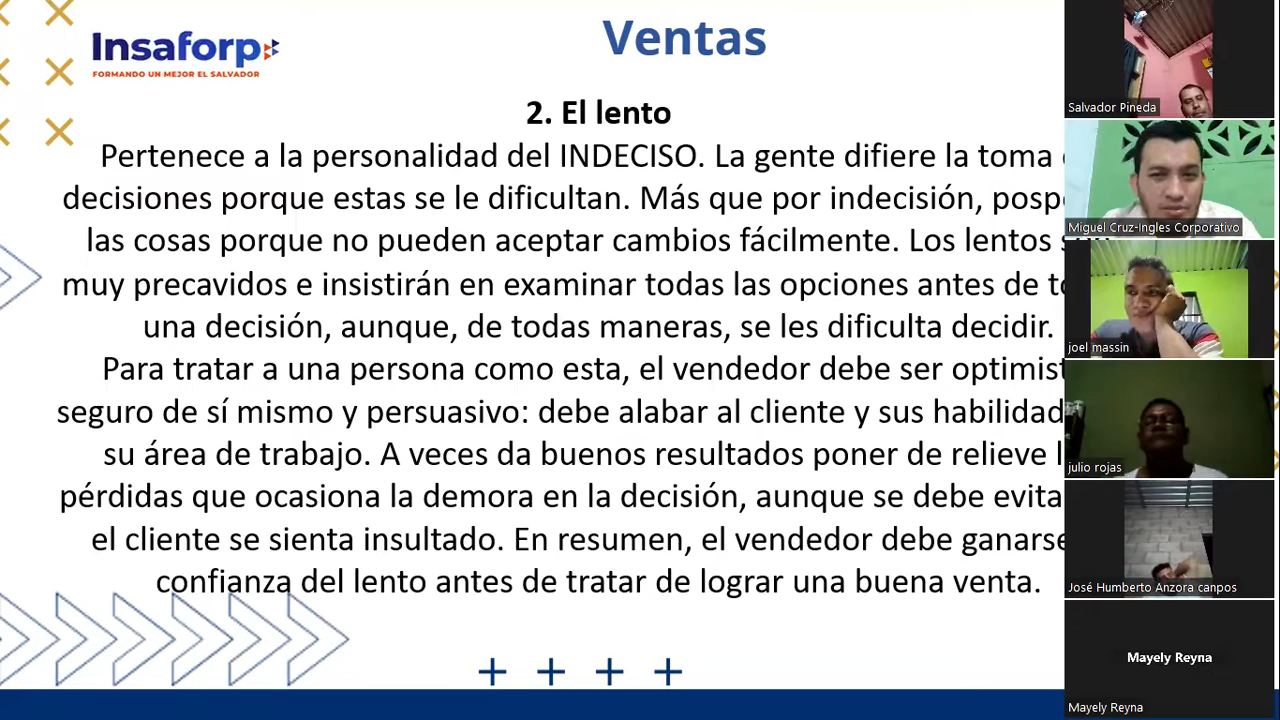 Insaforp
FORMANDO UN MEJOR EL SALVADOR
Ventas
2. El lento
Pertenece a la personalidad del INDECISO. La gente difiere la toma
decisiones porque estas se le dificultan. Más que por indecisión,
las cosas porque no pueden aceptar cambios fácilmente. Los lentos
muy precavidos e insistirán en examinar todas las opciones antes de
una decisión, aunque, de todas maneras, se les dificulta decidir.
Para tratar a una persona como esta, el vendedor debe ser
seguro de sí mismo y persuasivo: debe alabar al cliente y sus
su área de trabajo. A veces da buenos resultados poner de relieve
pérdidas que ocasiona la demora en la decisión, aunque se debe
el cliente se sienta insultado. En resumen, el vendedor debe
confianza del lento antes de tratar de lograr una buena venta.
Salvador Pineda
Miguel Cruz-Ingles Corporativo
joel massin
julio rojas
José Humberto Anzora canpos
Mayely Reyna
Mayely Reyna